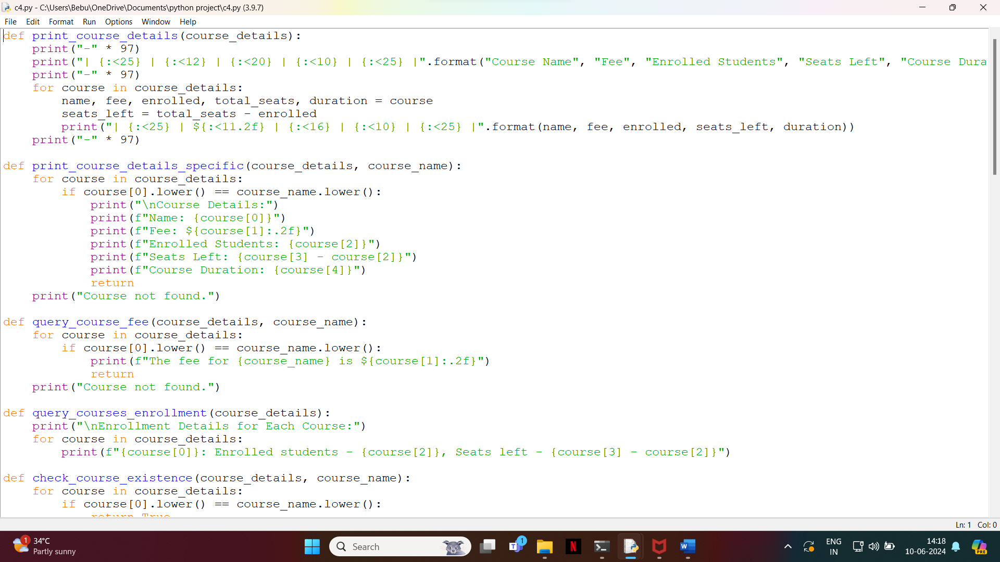 c4.py - C:\Users\Bebu\OneDrive\Documents\python project\c4.py (3.9.7)
File Edit Format Run Options Window Help
def print_course_details(course_details):
    print("-" * 97)
    print("| {:<25} | {:<12} | {:<20} | {:<10} | {:<25} |".format("Course Name", "Fee", "Enrolled Students", "Seats Left", "Course Dura
    print("-" * 97)
    for course in course_details:
        name, fee, enrolled, total_seats, duration = course
        seats_left = total_seats - enrolled
        print("| {:<25} | ${:<11.2f} | {:<16} | {:<10} | {:<25} |".format(name, fee, enrolled, seats_left, duration))
    print("-" * 97)

def print_course_details_specific(course_details, course_name):
    for course in course_details:
        if course[0].lower() == course_name.lower():
            print("\nCourse Details:")
            print(f"Name: {course[0]}")
            print(f"Fee: ${course[1]:.2f}")
            print(f"Enrolled Students: {course[2]}")
            print(f"Seats Left: {course[3] - course[2]}")
            print(f"Course Duration: {course[4]}")
            return
    print("Course not found.")

def query_course_fee(course_details, course_name):
    for course in course_details:
        if course[0].lower() == course_name.lower():
            print(f"The fee for {course_name} is ${course[1]:.2f}")
            return
    print("Course not found.")

def query_courses_enrollment(course_details):
    print("\nEnrollment Details for Each Course:")
    for course in course_details:
        print(f"{course[0]}: Enrolled students - {course[2]}, Seats left - {course[3] - course[2]}")

def check_course_existence(course_details, course_name):
    for course in course_details:
        if course[0].lower() == course_name.lower():
            return True
Ln: 1 Col: 0
1
34°C
Partly sunny
Search
T
1
N
W
ENG
IN
14:18
10-06-2024
PRE